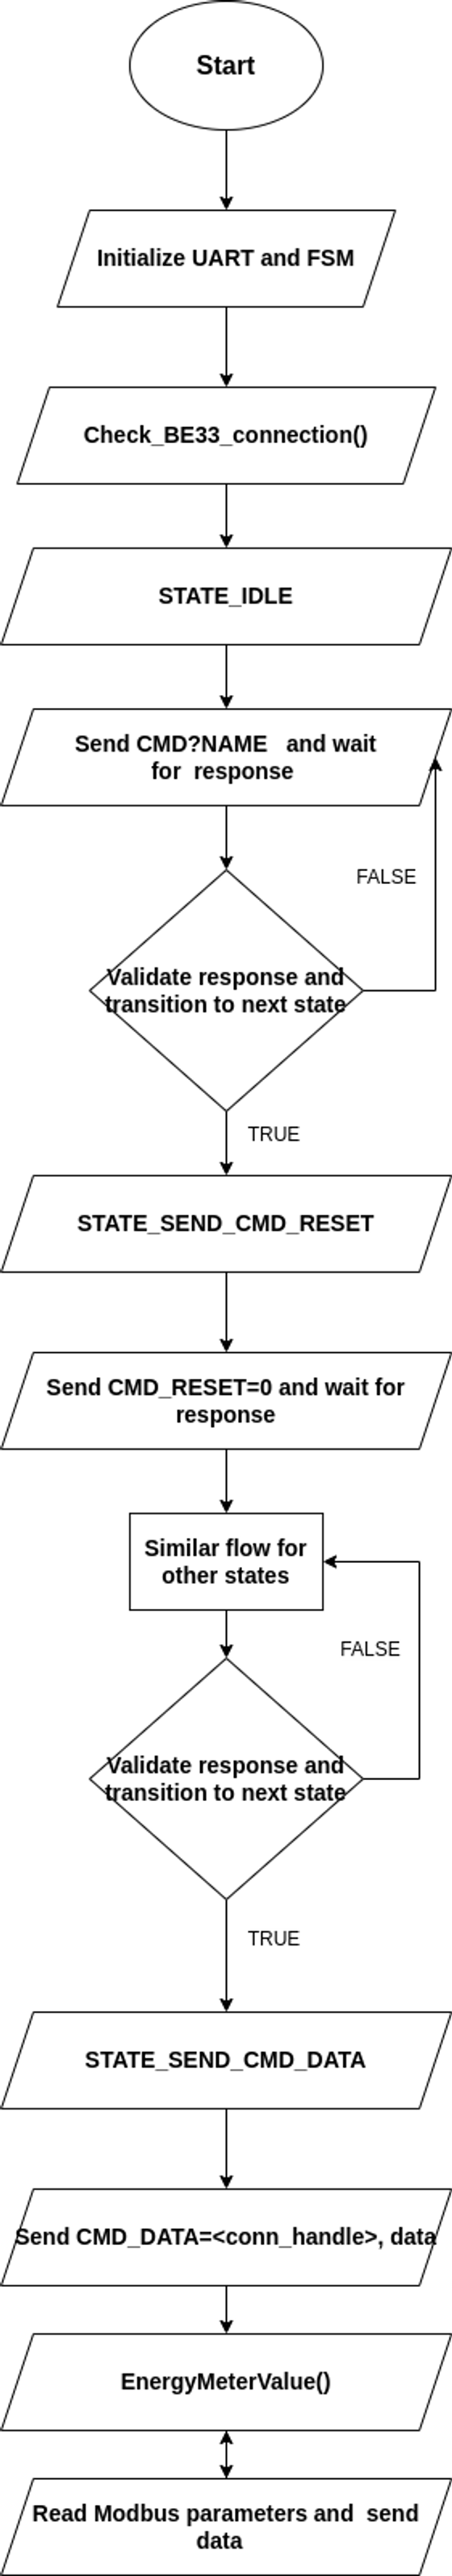 Start
Initialize UART and FSM
Check_BE33_connection()
STATE_IDLE
Send CMD?NAME   and wait
for  response
FALSE
Validate response and
transition to next state
TRUE
STATE_SEND_CMD_RESET
Send CMD_RESET=0 and wait for
response
Similar flow for
other states
FALSE
Validate response and
transition to next state
TRUE
STATE_SEND_CMD_DATA
Send CMD_DATA=<conn_handle>, data
EnergyMeterValue()
Read Modbus parameters and  send
data